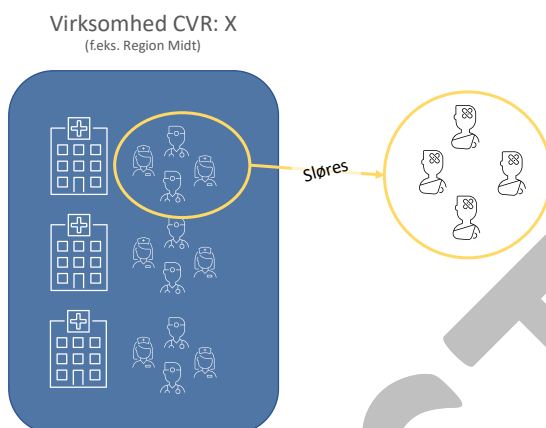 Virksomhed CVR: X
(f.eks. Region Midt)
Sløres